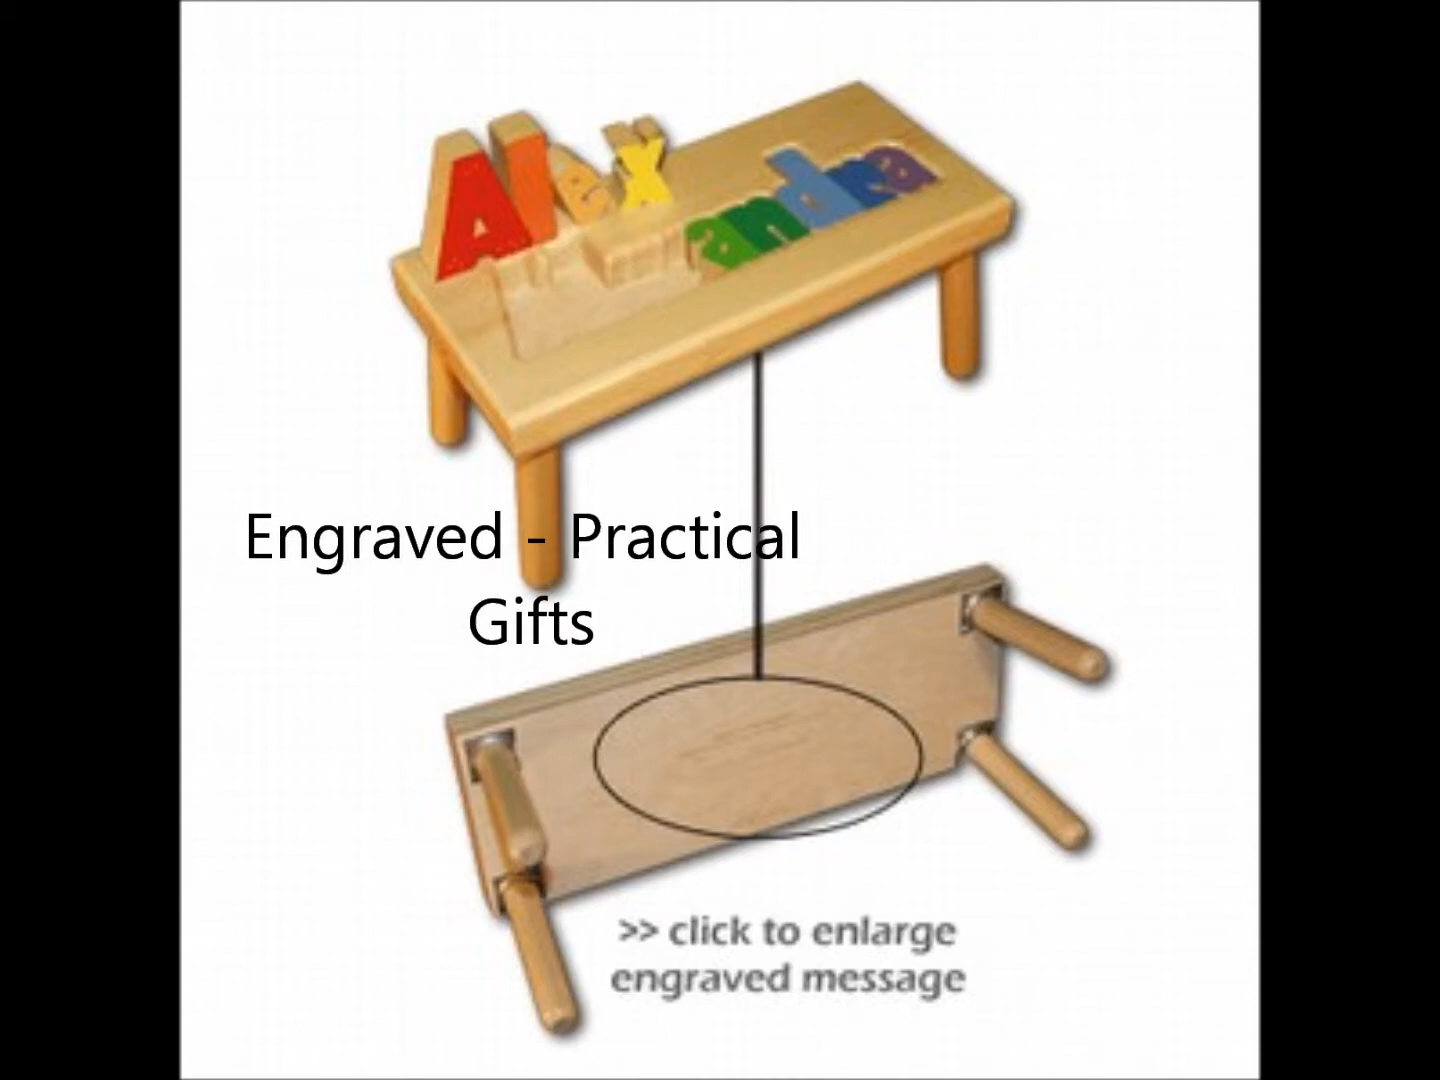 Alexandra
Engraved - Practical
Gifts
>> click to enlarge
engraved message